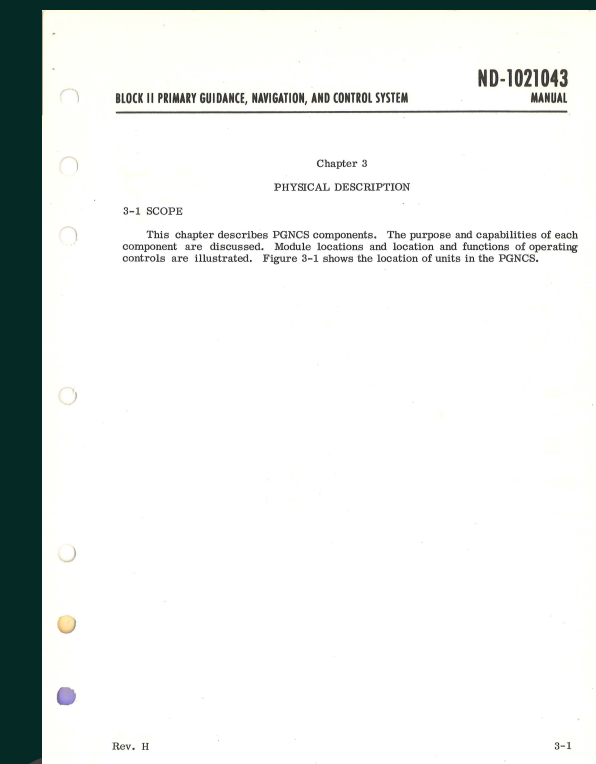 ND-1021043
BLOCK II PRIMARY GUIDANCE, NAVIGATION, AND CONTROL SYSTEM MANUAL
Chapter 3
PHYSICAL DESCRIPTION
3-1 SCOPE
This chapter describes PGNCS components. The purpose and capabilities of each
component are discussed. Module locations and location and functions of operating
controls are illustrated. Figure 3-1 shows the location of units in the PGNCS.
Rev. H 3-1